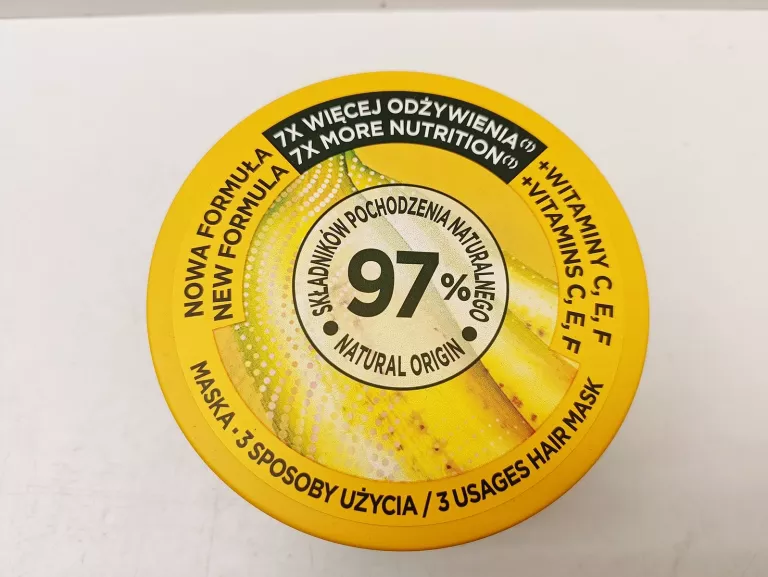 7X WIĘCEJ ODŻYWIENIA(1)
7X MORE NUTRITION(1)
NOWA FORMUŁA
NEW FORMULA
+WITAMINY C, E, F
+VITAMINS C, E, F
SKŁADNIKÓW POCHODZENIA NATURALNEGO
97%
• NATURAL ORIGIN •
MASKA • 3 SPOSOBY UŻYCIA / 3 USAGES HAIR MASK